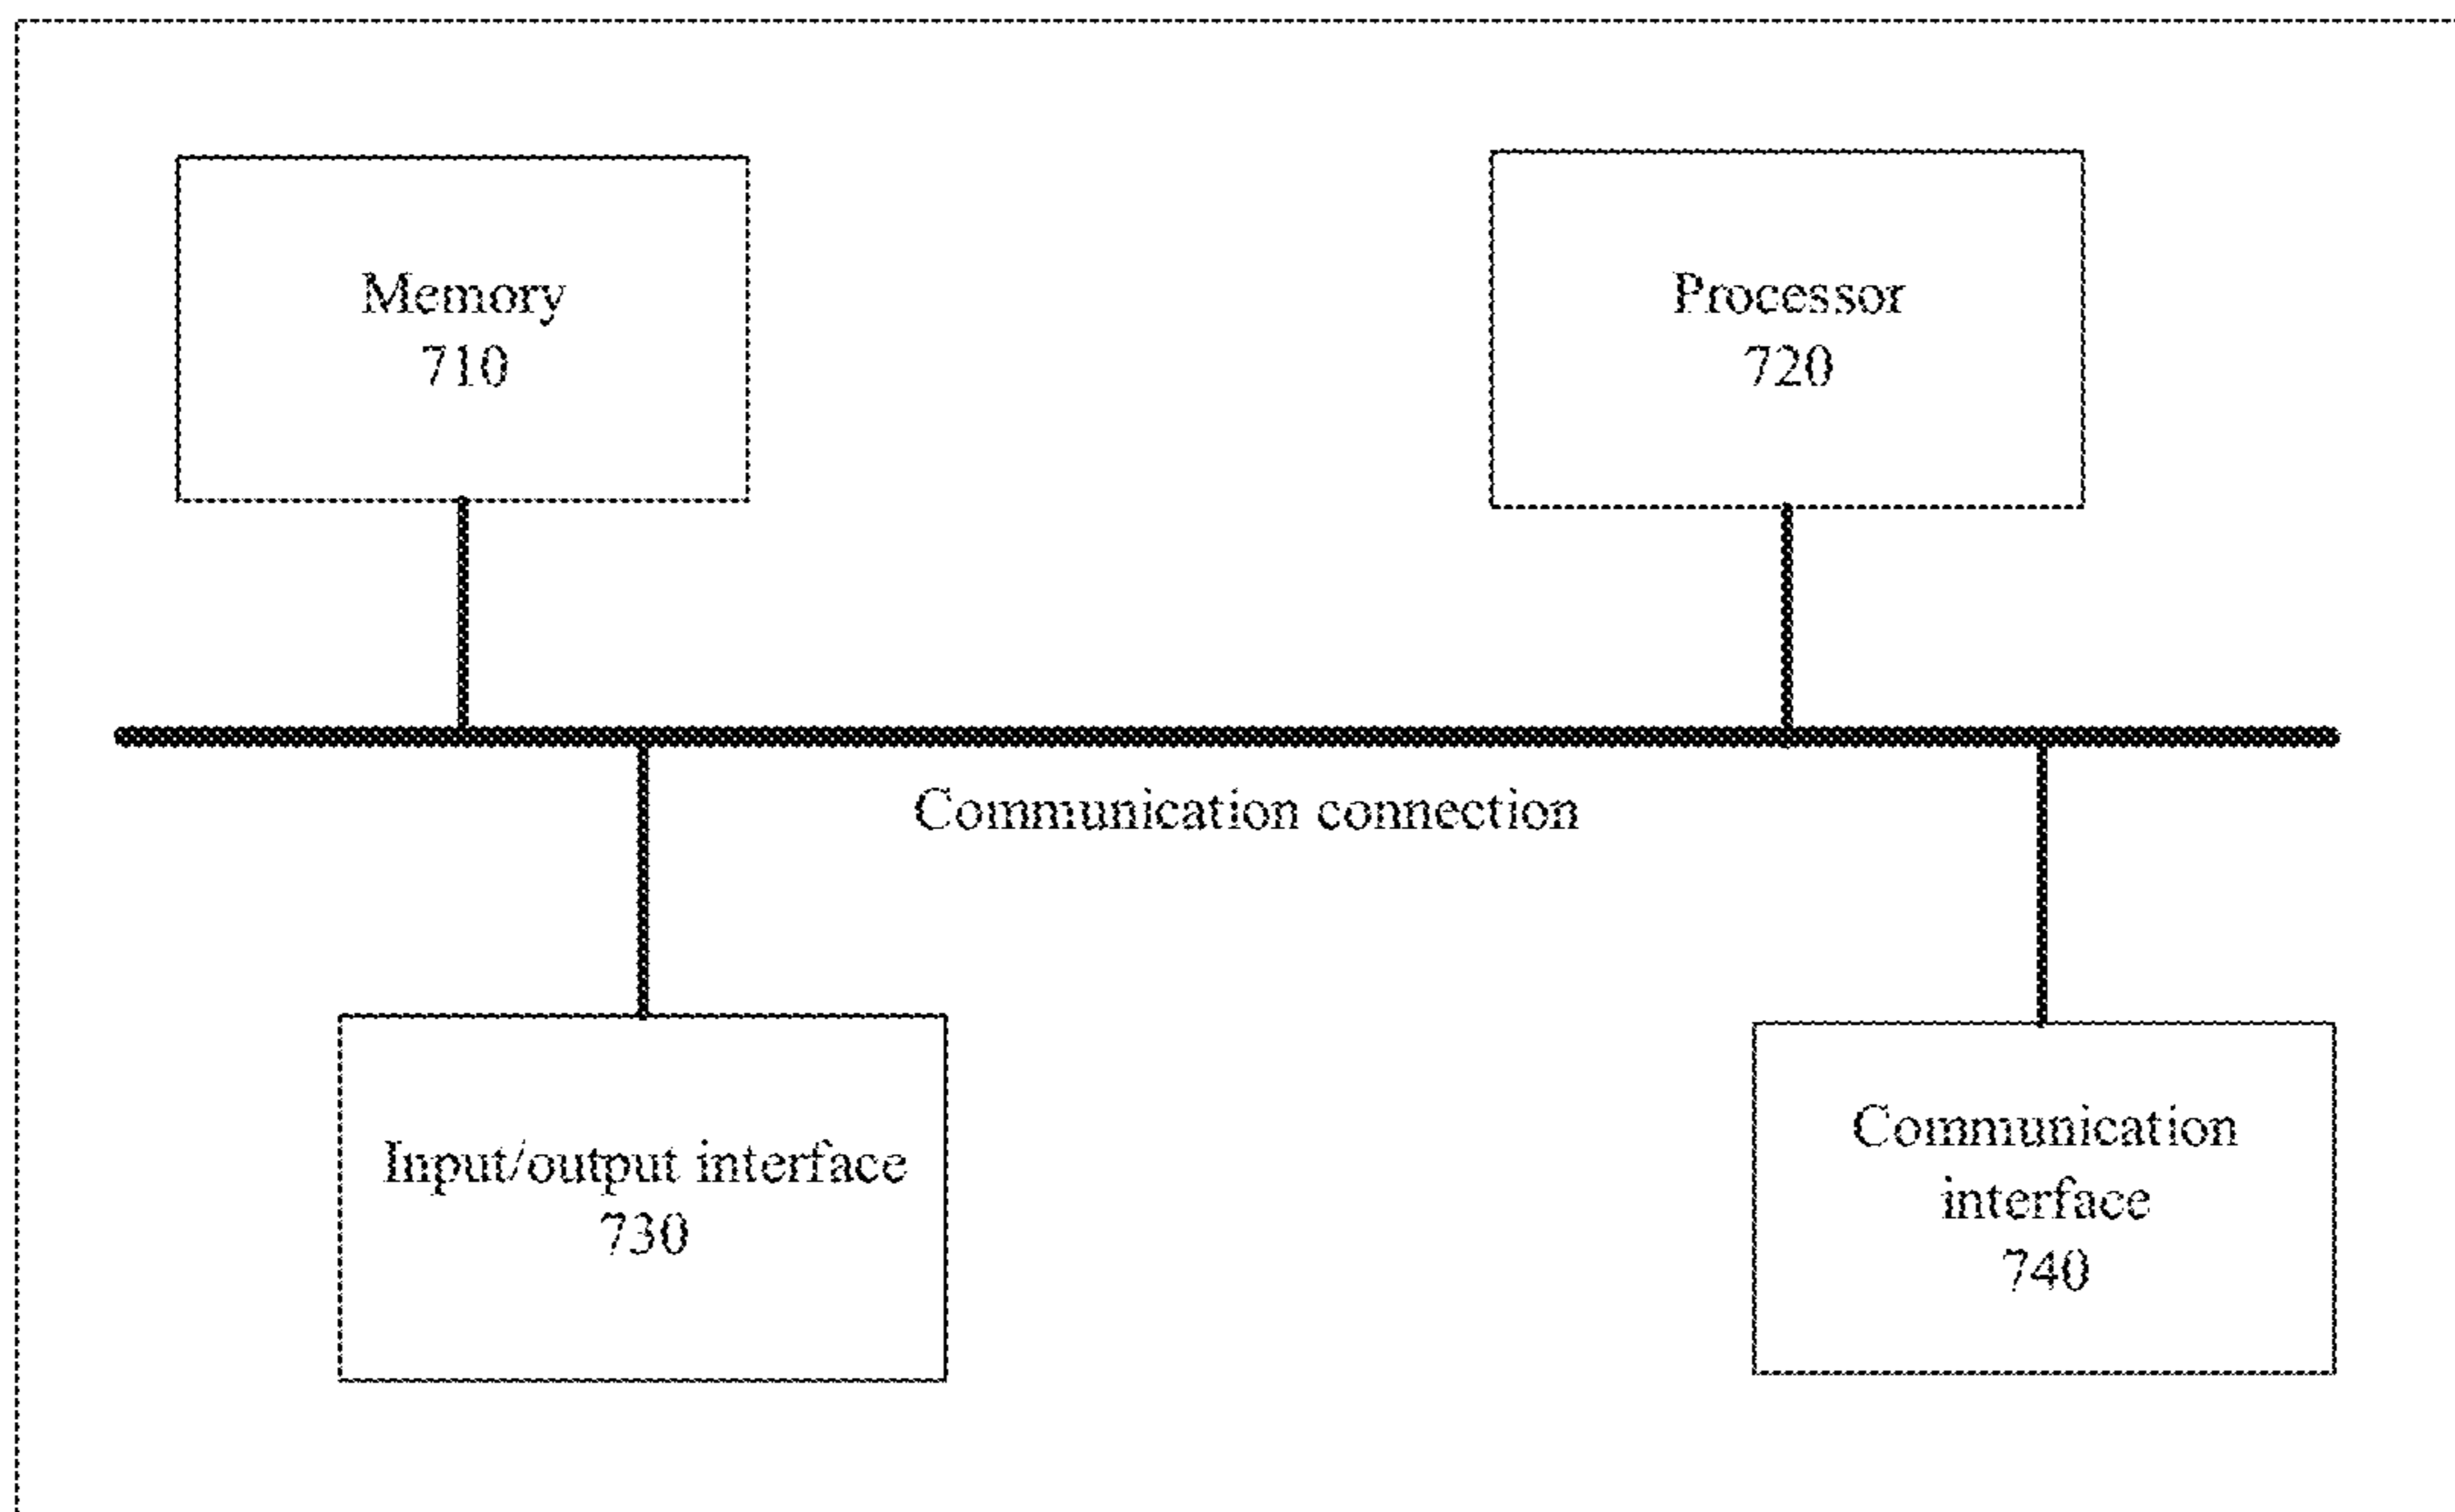 Memory
710
Processor
720
Communication connection
Input/output interface
730
Communication
interface
740